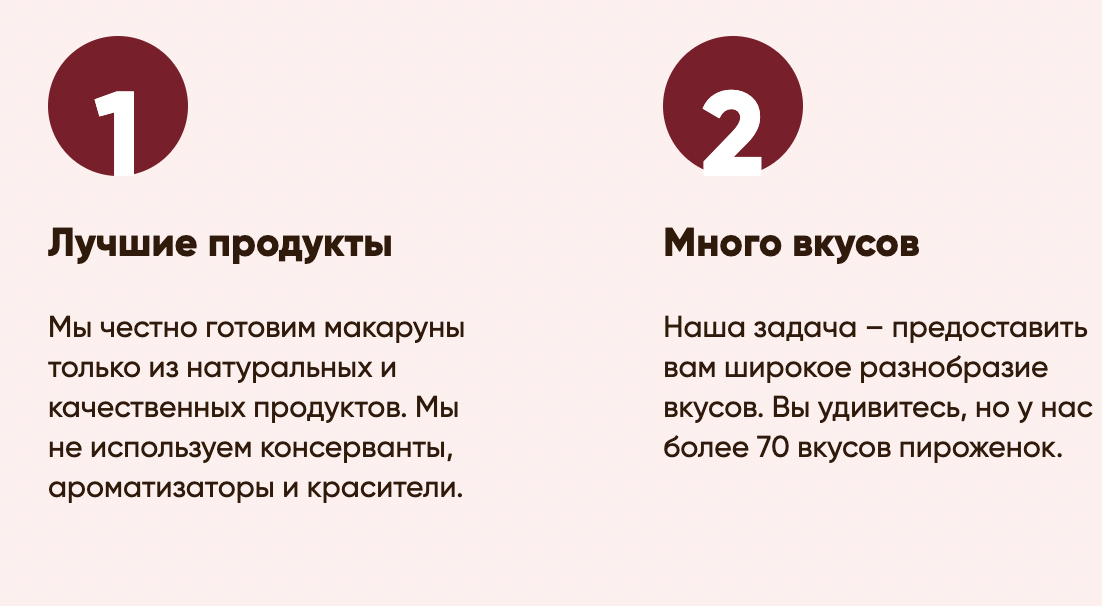 1
Лучшие продукты
Мы честно готовим макаруны
только из натуральных и
качественных продуктов. Мы
не используем консерванты,
ароматизаторы и красители.
2
Много вкусов
Наша задача – предоставить
вам широкое разнобразие
вкусов. Вы удивитесь, но у нас
более 70 вкусов пироженок.